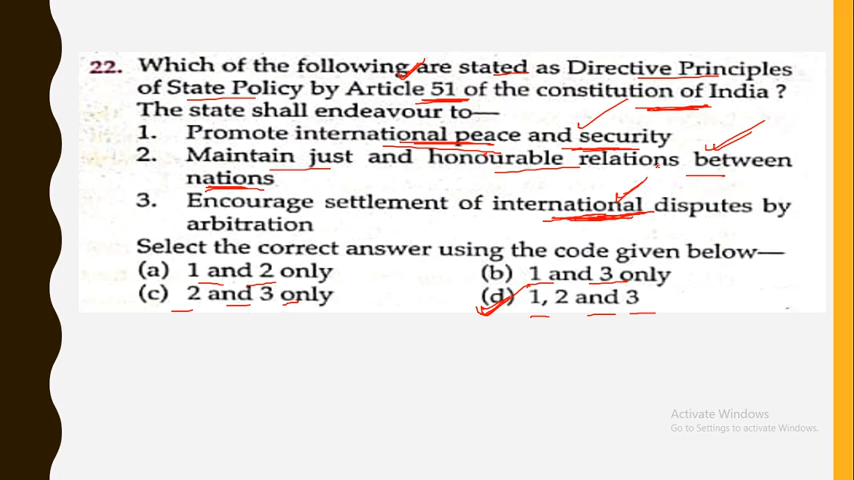 22. Which of the following are stated as Directive Principles
of State Policy by Article 51 of the constitution of India ?
The state shall endeavour to—
1. Promote international peace and security
2. Maintain just and honourable relations between
nations
3. Encourage settlement of international disputes by
arbitration
Select the correct answer using the code given below—
(a) 1 and 2 only (b) 1 and 3 only
(c) 2 and 3 only (d) 1, 2 and 3
Activate Windows
Go to Settings to activate Windows.